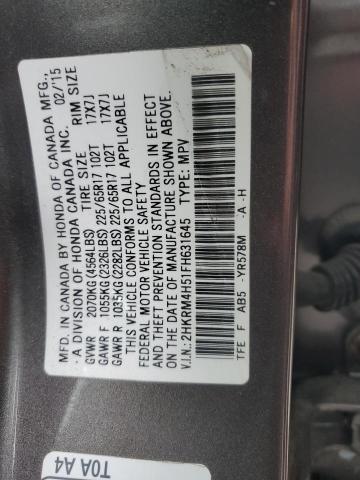 MFD. IN CANADA BY HONDA OF CANADA MFG.,
A DIVISION OF HONDA CANADA INC. 02/'15
GVWR 2070KG (4564LBS) TIRE SIZE RIM SIZE
GAWR F 1055KG (2326LBS) 225/65R17 102T 17X7J
GAWR R 1035KG (2282LBS) 225/65R17 102T 17X7J
THIS VEHICLE CONFORMS TO ALL APPLICABLE
FEDERAL MOTOR VEHICLE SAFETY
AND THEFT PREVENTION STANDARDS IN EFFECT
ON THE DATE OF MANUFACTURE SHOWN ABOVE.
V.I.N.: 2HKRM4H51FH631645 TYPE: MPV
TFE F AB5 -YR578M -A -H
T0A A4